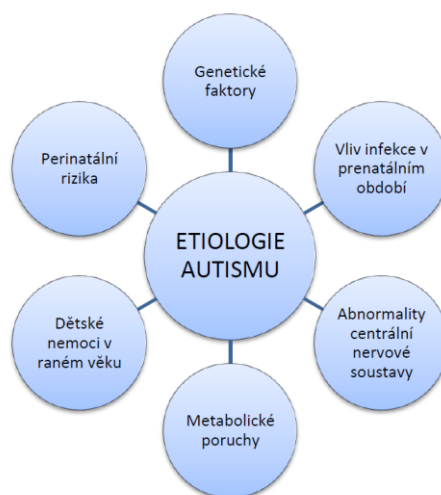 Genetické
faktory
Vliv infekce v
prenatálním
období
Abnormality
centrální
nervové
soustavy
Metabolické
poruchy
Dětské
nemoci v
raném věku
Perinatální
rizika
ETIOLOGIE
AUTISMU